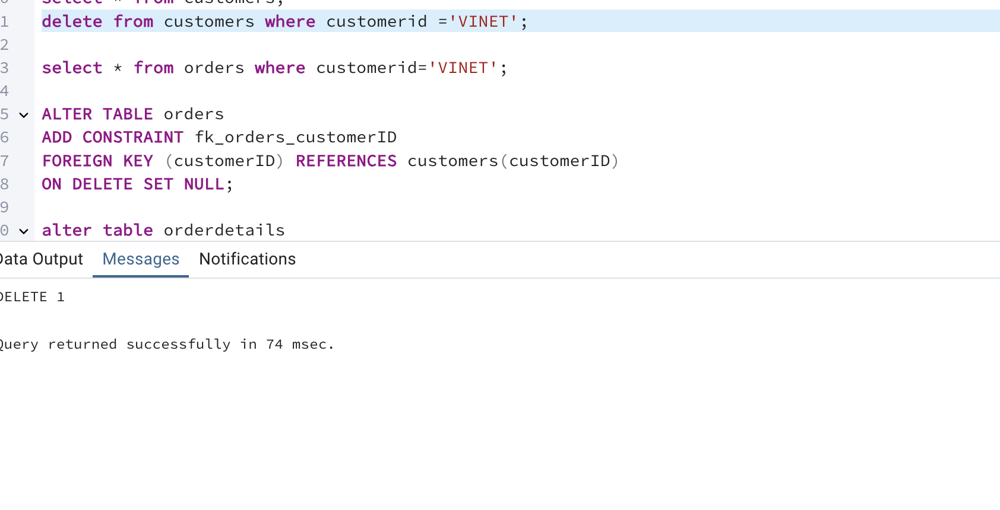 select * from customers;
1 delete from customers where customerid ='VINET';
2
3 select * from orders where customerid='VINET';
4
5 ALTER TABLE orders
6 ADD CONSTRAINT fk_orders_customerID
7 FOREIGN KEY (customerID) REFERENCES customers(customerID)
8 ON DELETE SET NULL;
9
0 alter table orderdetails
Data Output Messages Notifications
DELETE 1
Query returned successfully in 74 msec.